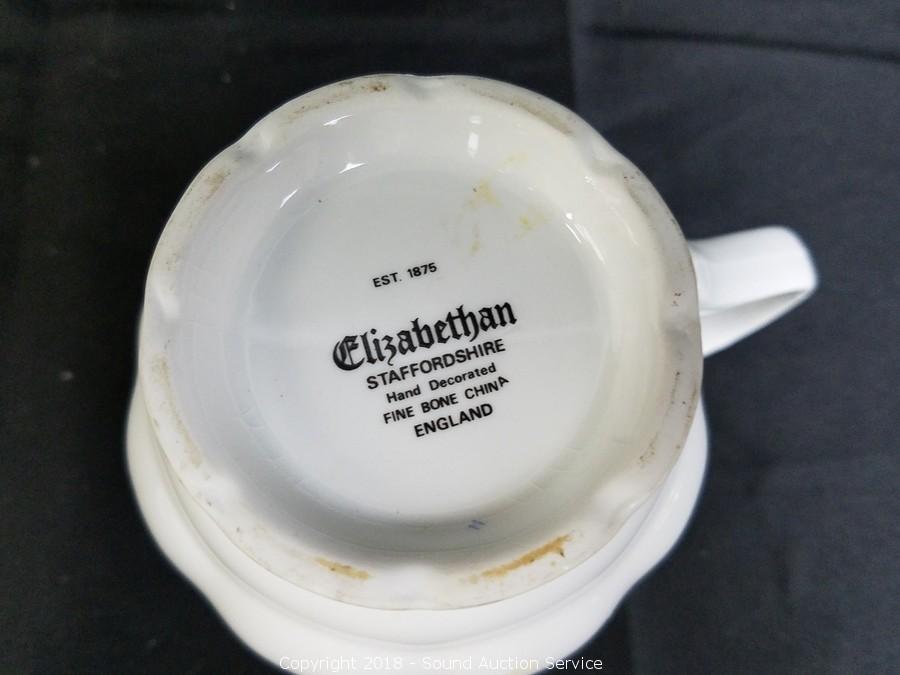 EST. 1875
Elizabethan
STAFFORDSHIRE
Hand Decorated
FINE BONE CHINA
ENGLAND
Copyright 2018 - Sound Auction Service